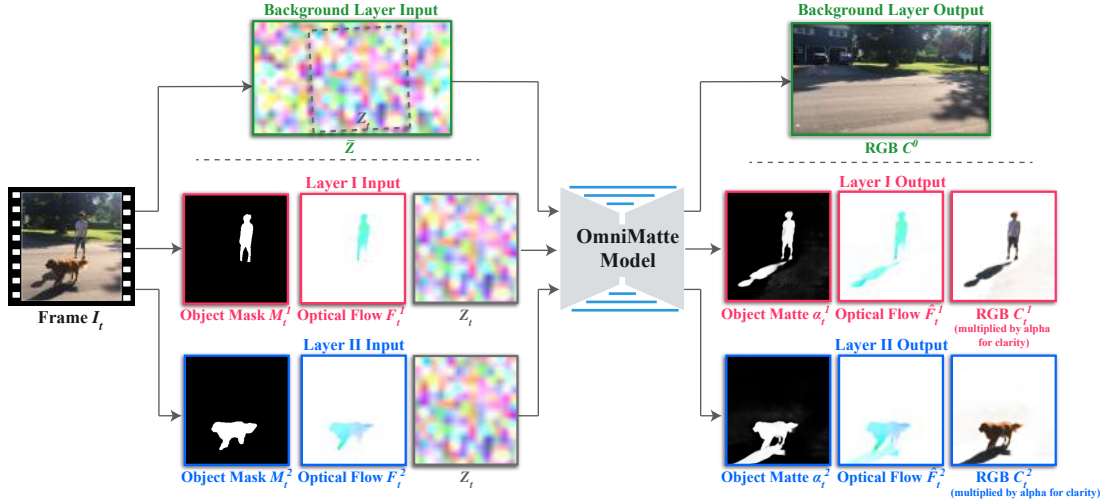 Background Layer Input
Background Layer Output
Z_t
Z̄
RGB C^0
Layer I Input
Layer I Output
OmniMatte
Model
Frame I_t
Object Mask M_t^1
Optical Flow F_t^1
Z_t
Object Matte α_t^1
Optical Flow F̂_t^1
RGB C_t^1
(multiplied by alpha
for clarity)
Layer II Input
Layer II Output
Object Mask M_t^2
Optical Flow F_t^2
Z_t
Object Matte α_t^2
Optical Flow F̂_t^2
RGB C_t^2
(multiplied by alpha for clarity)